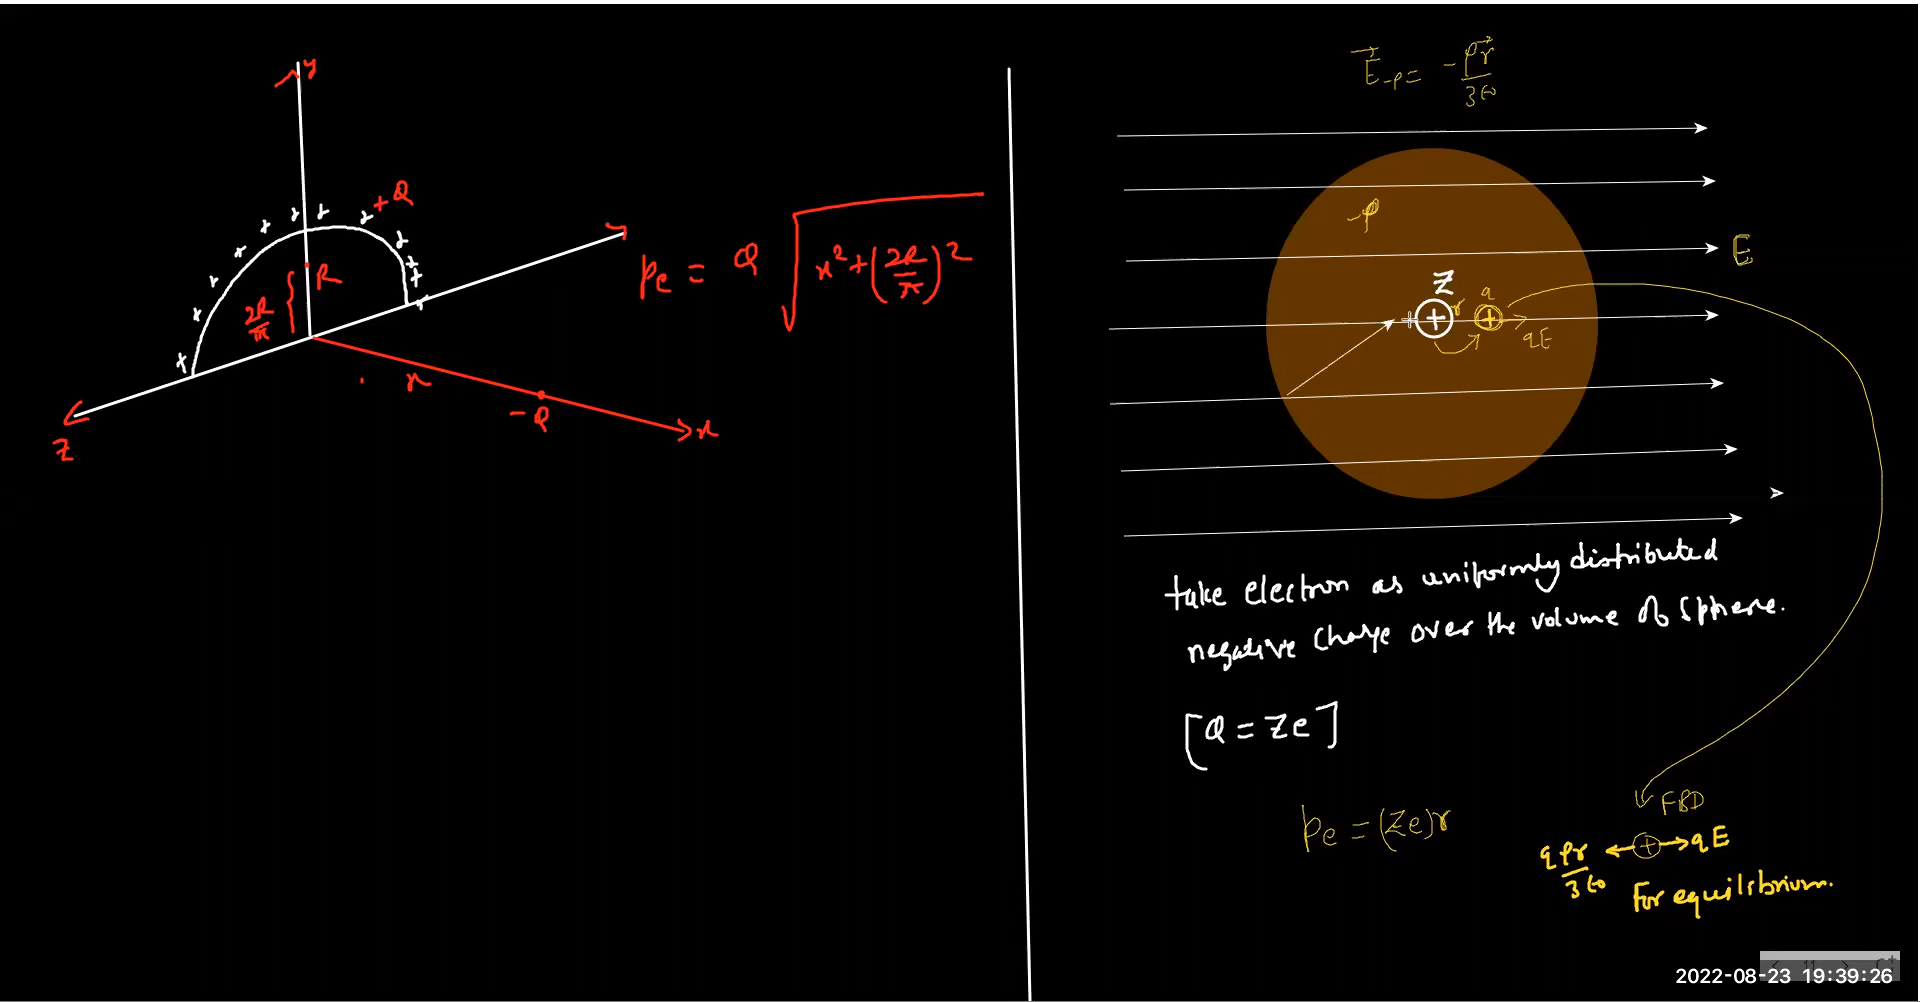 y
+Q
R
2R/π
x
-Q
x
Z
pe = Q √(x² + (2R/π)²)
E⃗-ρ = - ρr⃗/3ε0
-ρ
E
Z
r
q
qE
take electron as uniformly distributed
negative charge over the volume of sphere.
[Q = Ze]
pe = (Ze)r
FBD
qρr/3ε0
qE
For equilibrium.
2022-08-23 19:39:26